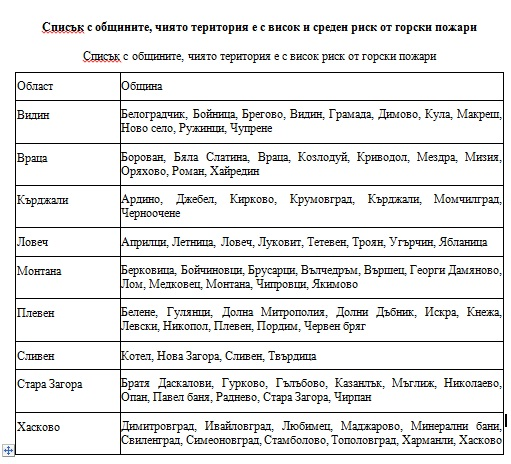 Списък с общините, чиято територия е с висок и среден риск от горски пожари
Списък с общините, чиято територия е с висок риск от горски пожари
Област Община
Видин Белоградчик, Бойница, Брегово, Видин, Грамада, Димово, Кула, Макреш,
Ново село, Ружинци, Чупрене
Враца Борован, Бяла Слатина, Враца, Козлодуй, Криводол, Мездра, Мизия,
Оряхово, Роман, Хайредин
Кърджали Ардино, Джебел, Кирково, Крумовград, Кърджали, Момчилград,
Черноочене
Ловеч Априлци, Летница, Ловеч, Луковит, Тетевен, Троян, Угърчин, Ябланица
Монтана Берковица, Бойчиновци, Брусарци, Вълчедръм, Вършец, Георги Дамяново,
Лом, Медковец, Монтана, Чипровци, Якимово
Плевен Белене, Гулянци, Долна Митрополия, Долни Дъбник, Искра, Кнежа,
Левски, Никопол, Плевен, Пордим, Червен бряг
Сливен Котел, Нова Загора, Сливен, Твърдица
Стара Загора Братя Даскалови, Гурково, Гълъбово, Казанлък, Мъглиж, Николаево,
Опан, Павел баня, Раднево, Стара Загора, Чирпан
Хасково Димитровград, Ивайловград, Любимец, Маджарово, Минерални бани,
Свиленград, Симеоновград, Стамболово, Тополовград, Харманли, Хасково